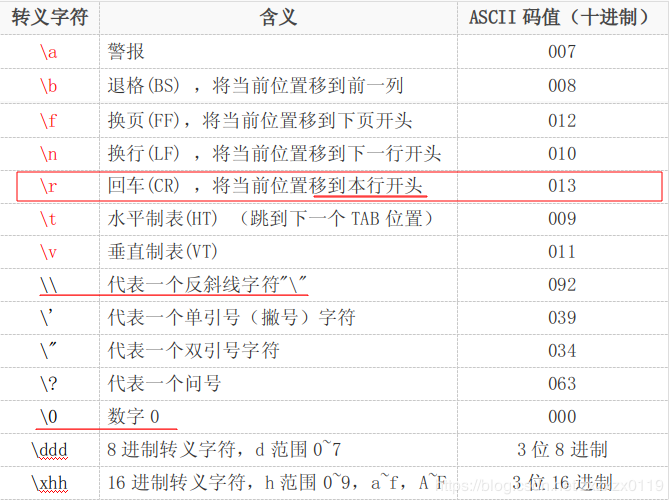 转义字符 含义 ASCII 码值（十进制）
\a 警报 007
\b 退格(BS) ，将当前位置移到前一列 008
\f 换页(FF)，将当前位置移到下页开头 012
\n 换行(LF) ，将当前位置移到下一行开头 010
\r 回车(CR) ，将当前位置移到本行开头 013
\t 水平制表(HT) （跳到下一个 TAB 位置） 009
\v 垂直制表(VT) 011
\\ 代表一个反斜线字符"\" 092
\' 代表一个单引号（撇号）字符 039
\" 代表一个双引号字符 034
\? 代表一个问号 063
\0 数字 0 000
\ddd 8 进制转义字符，d 范围 0~7 3 位 8 进制
\xhh 16 进制转义字符，h 范围 0~9，a~f，A~F 3 位 16 进制